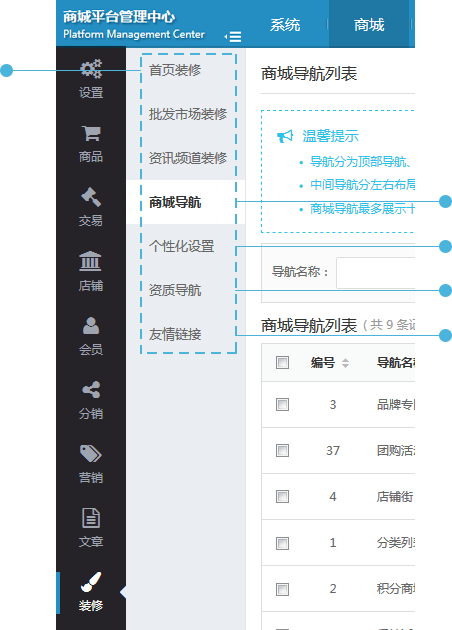 商城平台管理中心
Platform Management Center
系统
商城
设置
商品
交易
店铺
会员
分销
营销
文章
装修
首页装修
批发市场装修
资讯频道装修
商城导航
个性化设置
资质导航
友情链接
商城导航列表
温馨提示
• 导航分为顶部导航、
• 中间导航分左右布局
• 商城导航最多展示十
导航名称：
商城导航列表 ( 共 9 条记
编号 导航名称
3 品牌专
37 团购活
4 店铺街
1 分类列
2 积分商